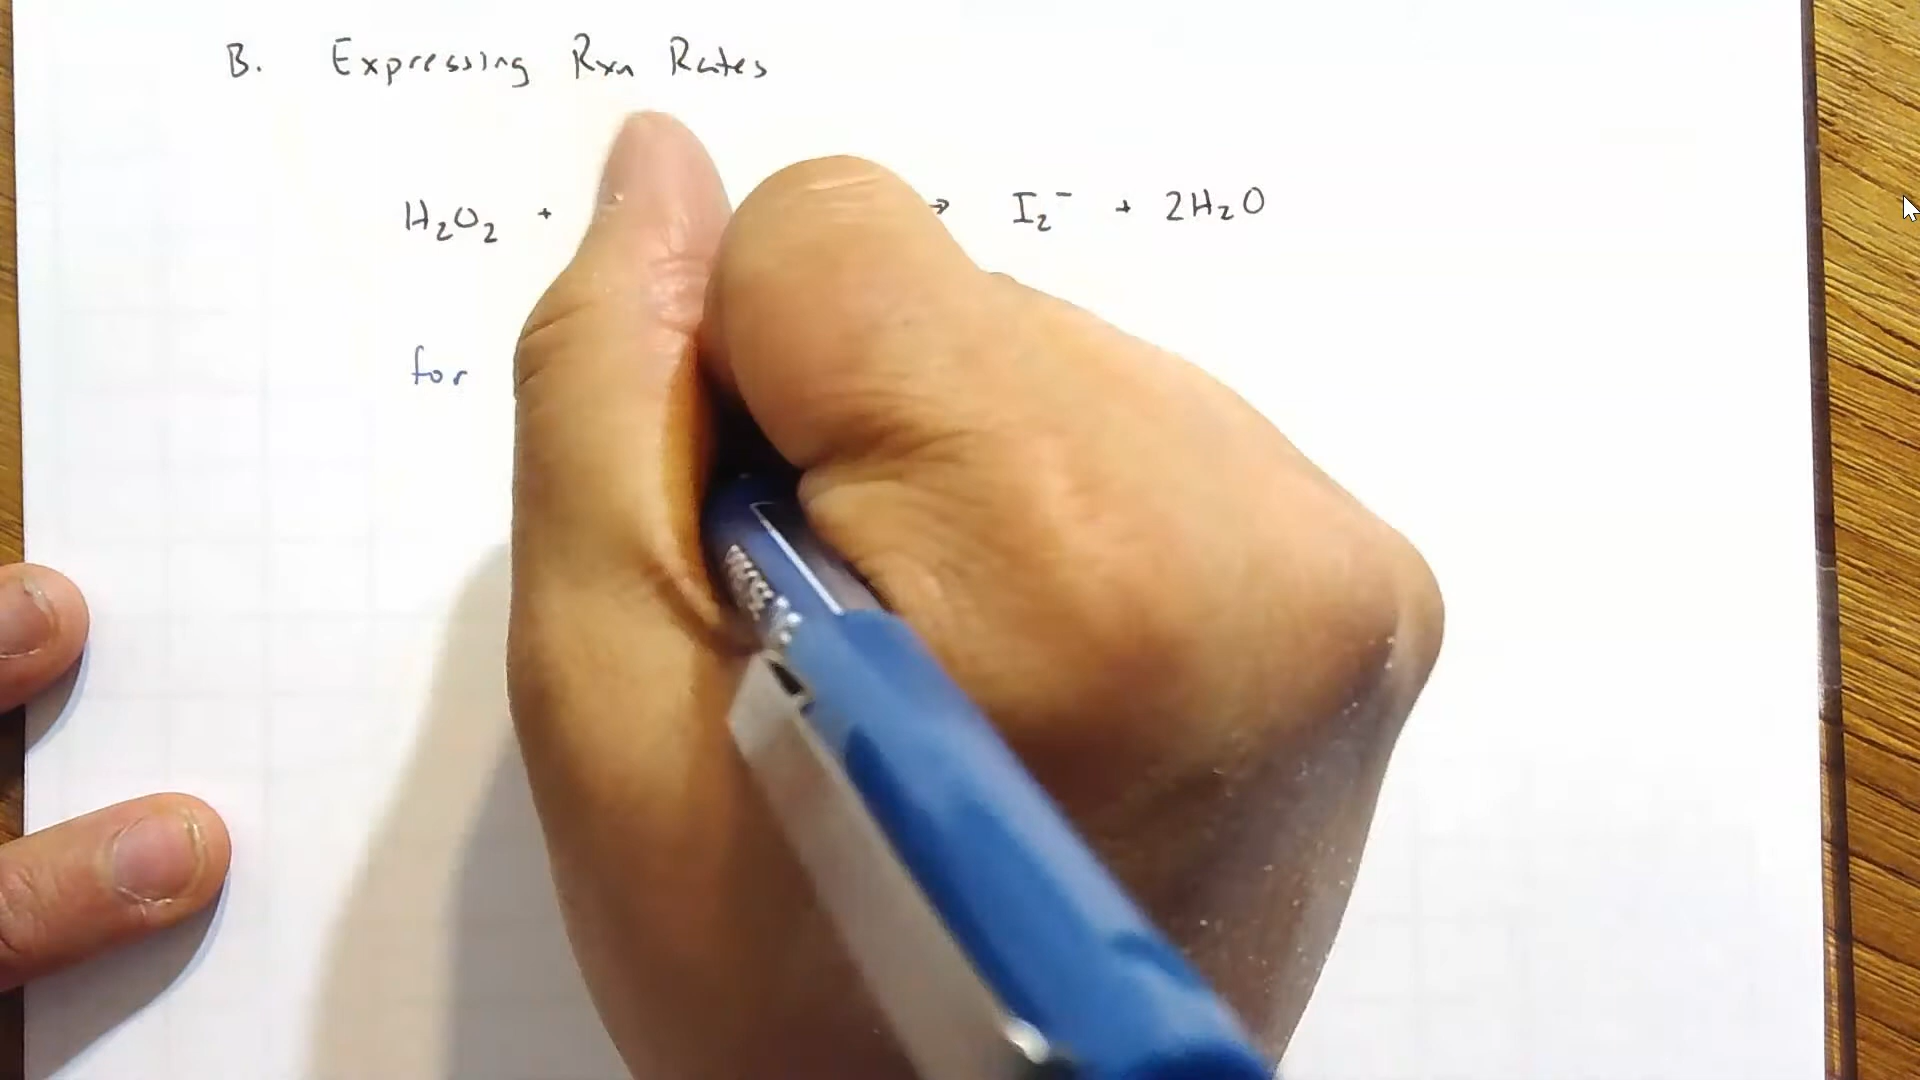 B. Expressing Rxn Rates
H₂O₂ + → I₂⁻ + 2H₂O
for